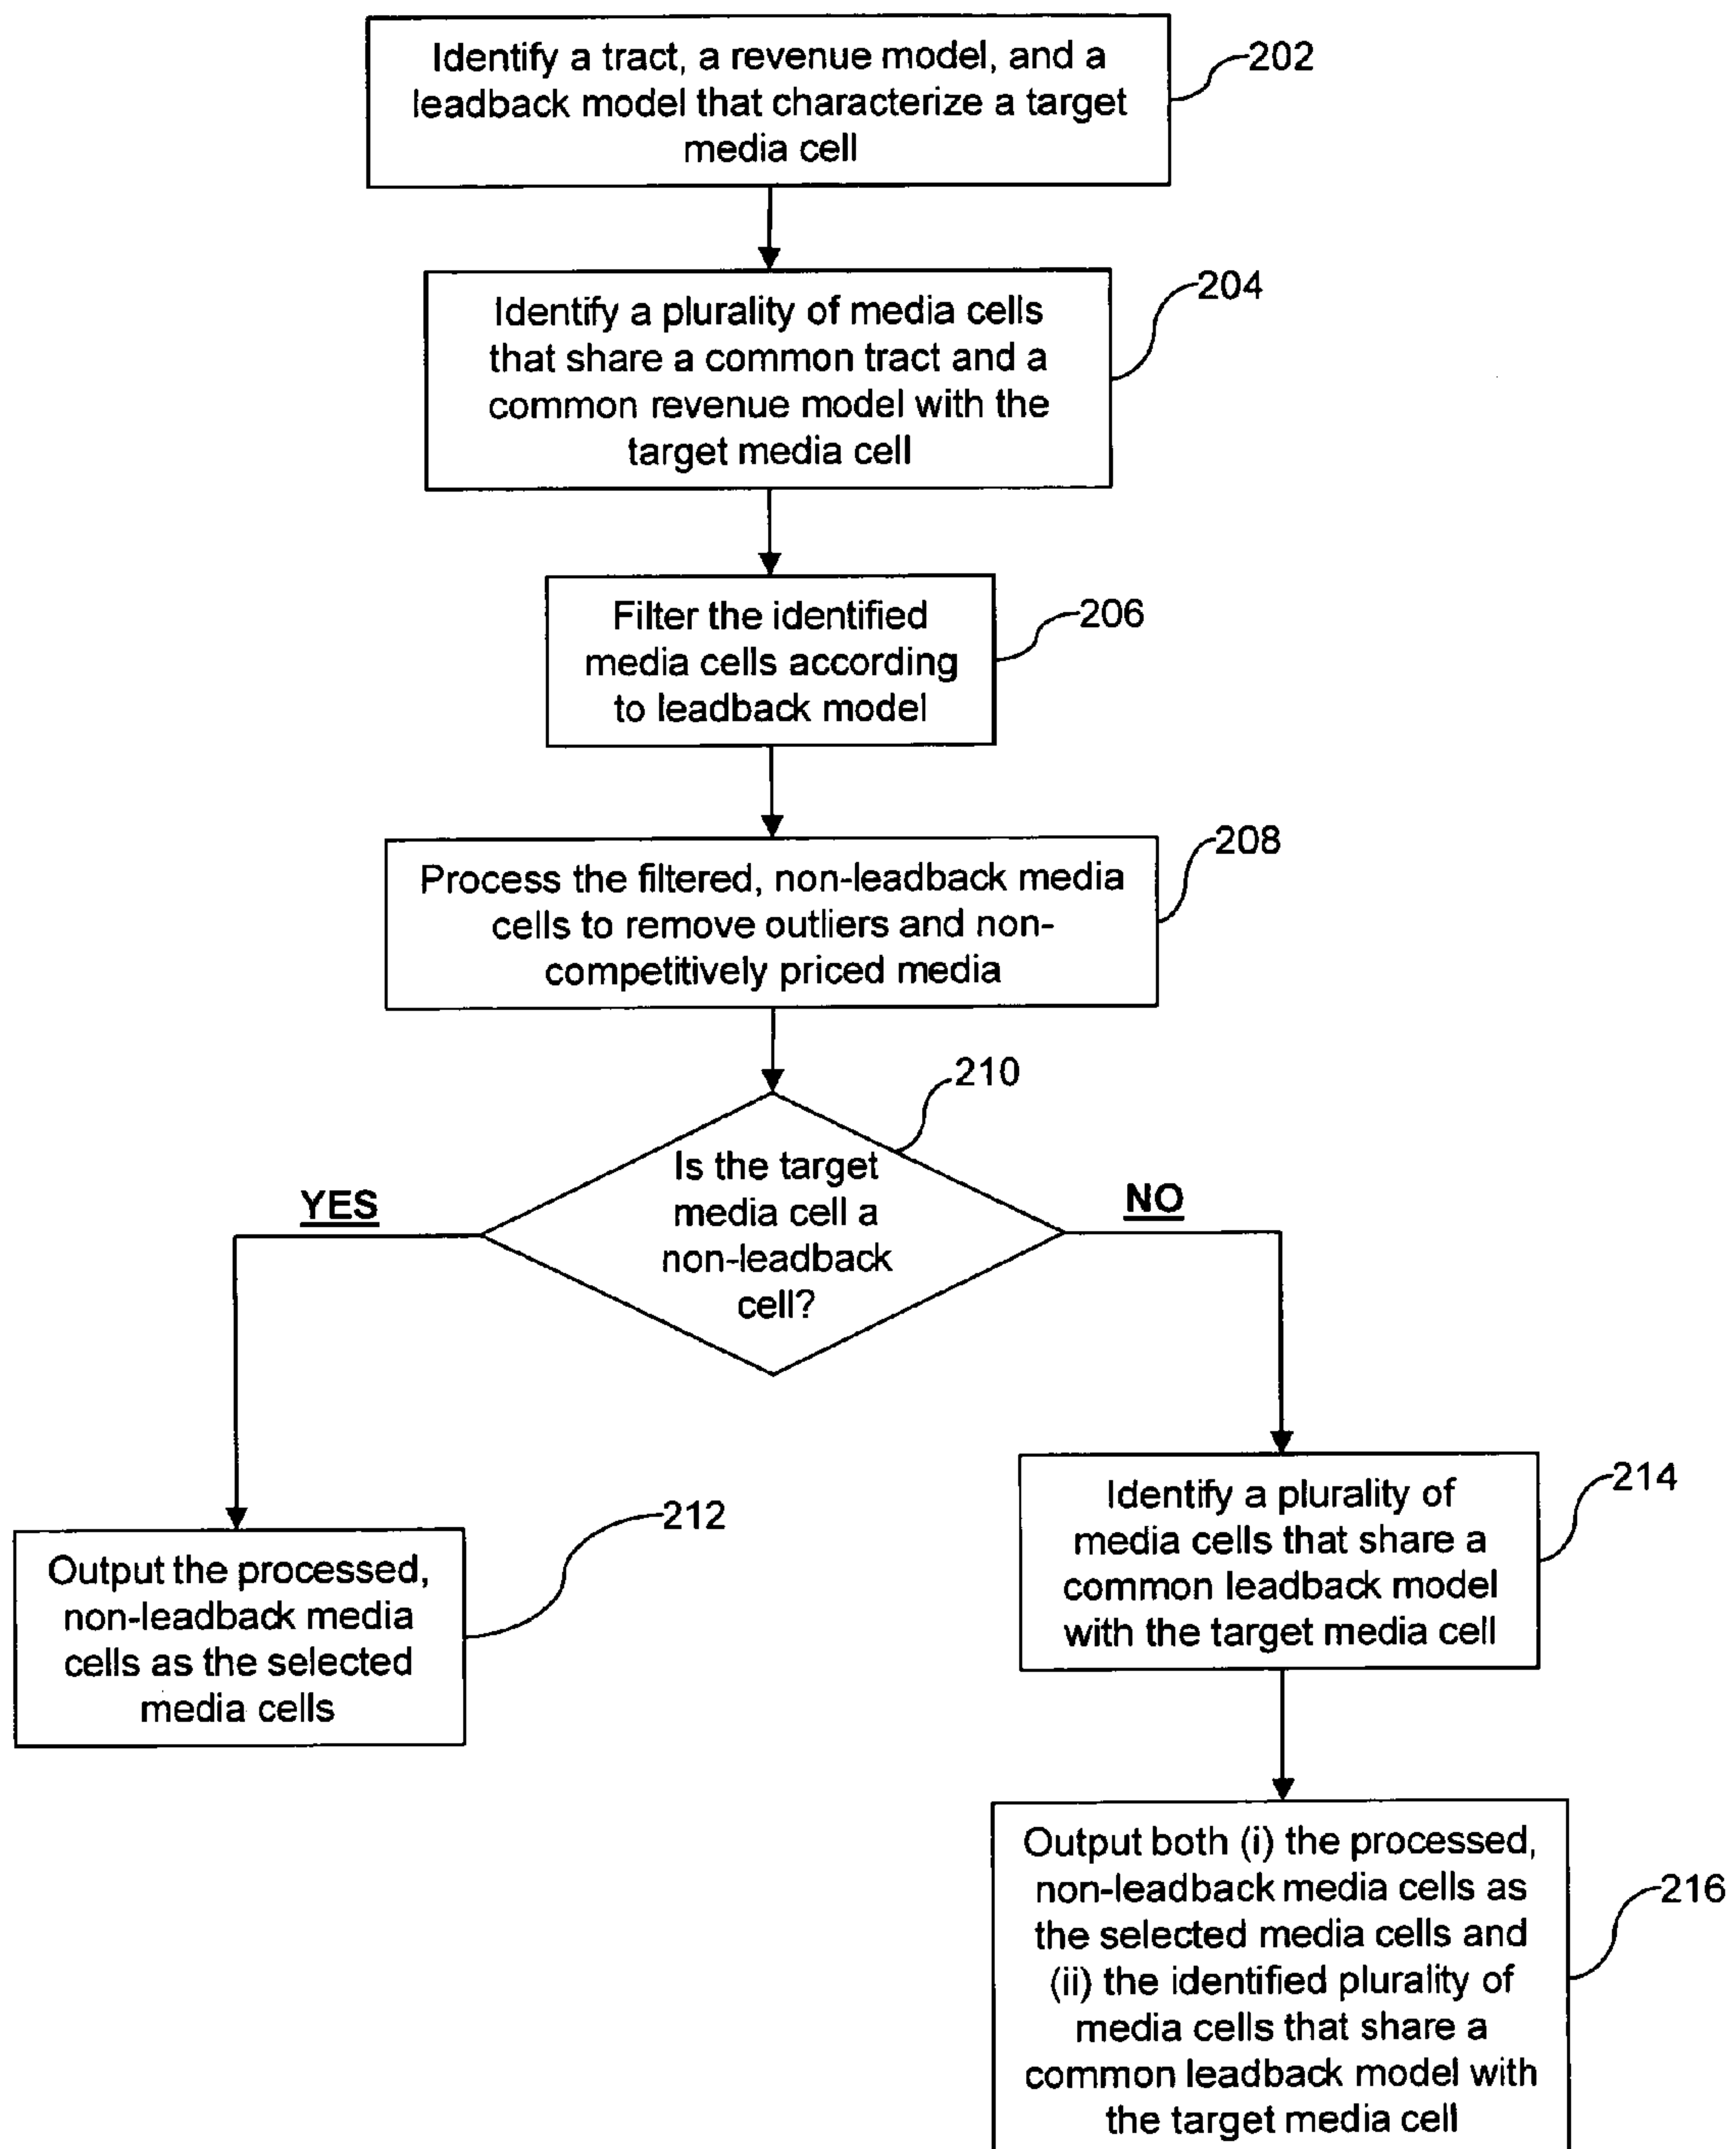 Identify a tract, a revenue model, and a
leadback model that characterize a target
media cell
202
Identify a plurality of media cells
that share a common tract and a
common revenue model with the
target media cell
204
Filter the identified
media cells according
to leadback model
206
Process the filtered, non-leadback media
cells to remove outliers and non-
competitively priced media
208
Is the target
media cell a
non-leadback
cell?
210
YES
NO
Output the processed,
non-leadback media
cells as the selected
media cells
212
Identify a plurality of
media cells that share a
common leadback model
with the target media cell
214
Output both (i) the processed,
non-leadback media cells as
the selected media cells and
(ii) the identified plurality of
media cells that share a
common leadback model with
the target media cell
216